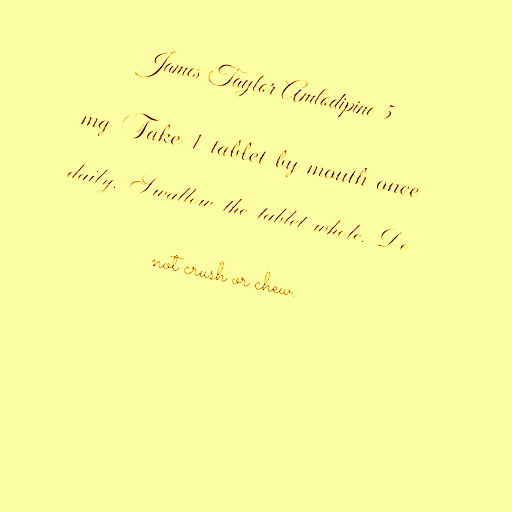 James Taylor Amlodipine 5
mg Take 1 tablet by mouth once
daily. Swallow the tablet whole. Do
not crush or chew.